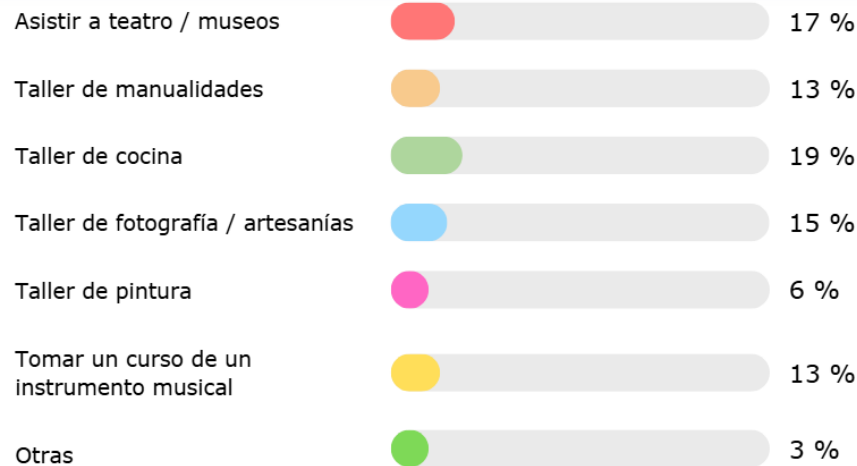 Asistir a teatro / museos 17 %
Taller de manualidades 13 %
Taller de cocina 19 %
Taller de fotografía / artesanías 15 %
Taller de pintura 6 %
Tomar un curso de un
instrumento musical 13 %
Otras 3 %